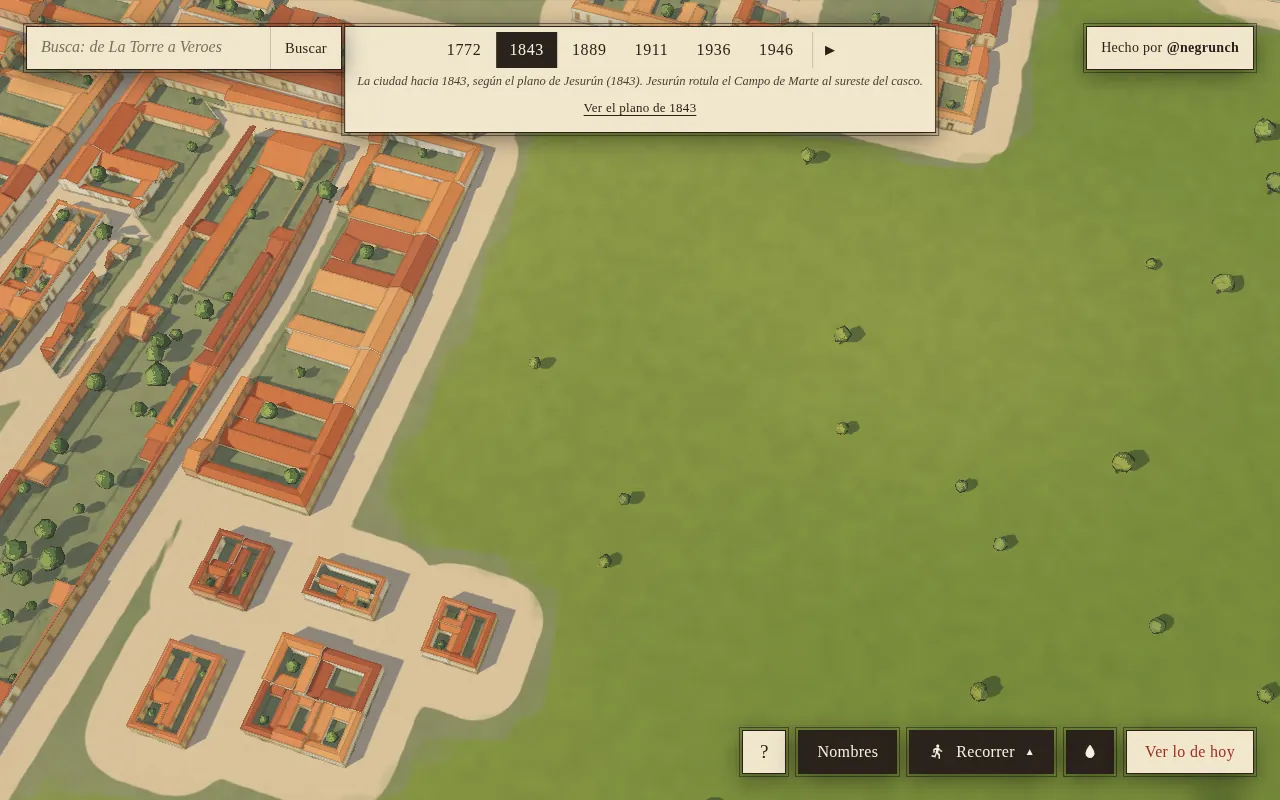 Busca: de La Torre a Veroes
Buscar
1772 1843 1889 1911 1936 1946 ▶
La ciudad hacia 1843, según el plano de Jesurún (1843). Jesurún rotula el Campo de Marte al sureste del casco.
Ver el plano de 1843
Hecho por @negrunch
?
Nombres
Recorrer ▲
Ver lo de hoy